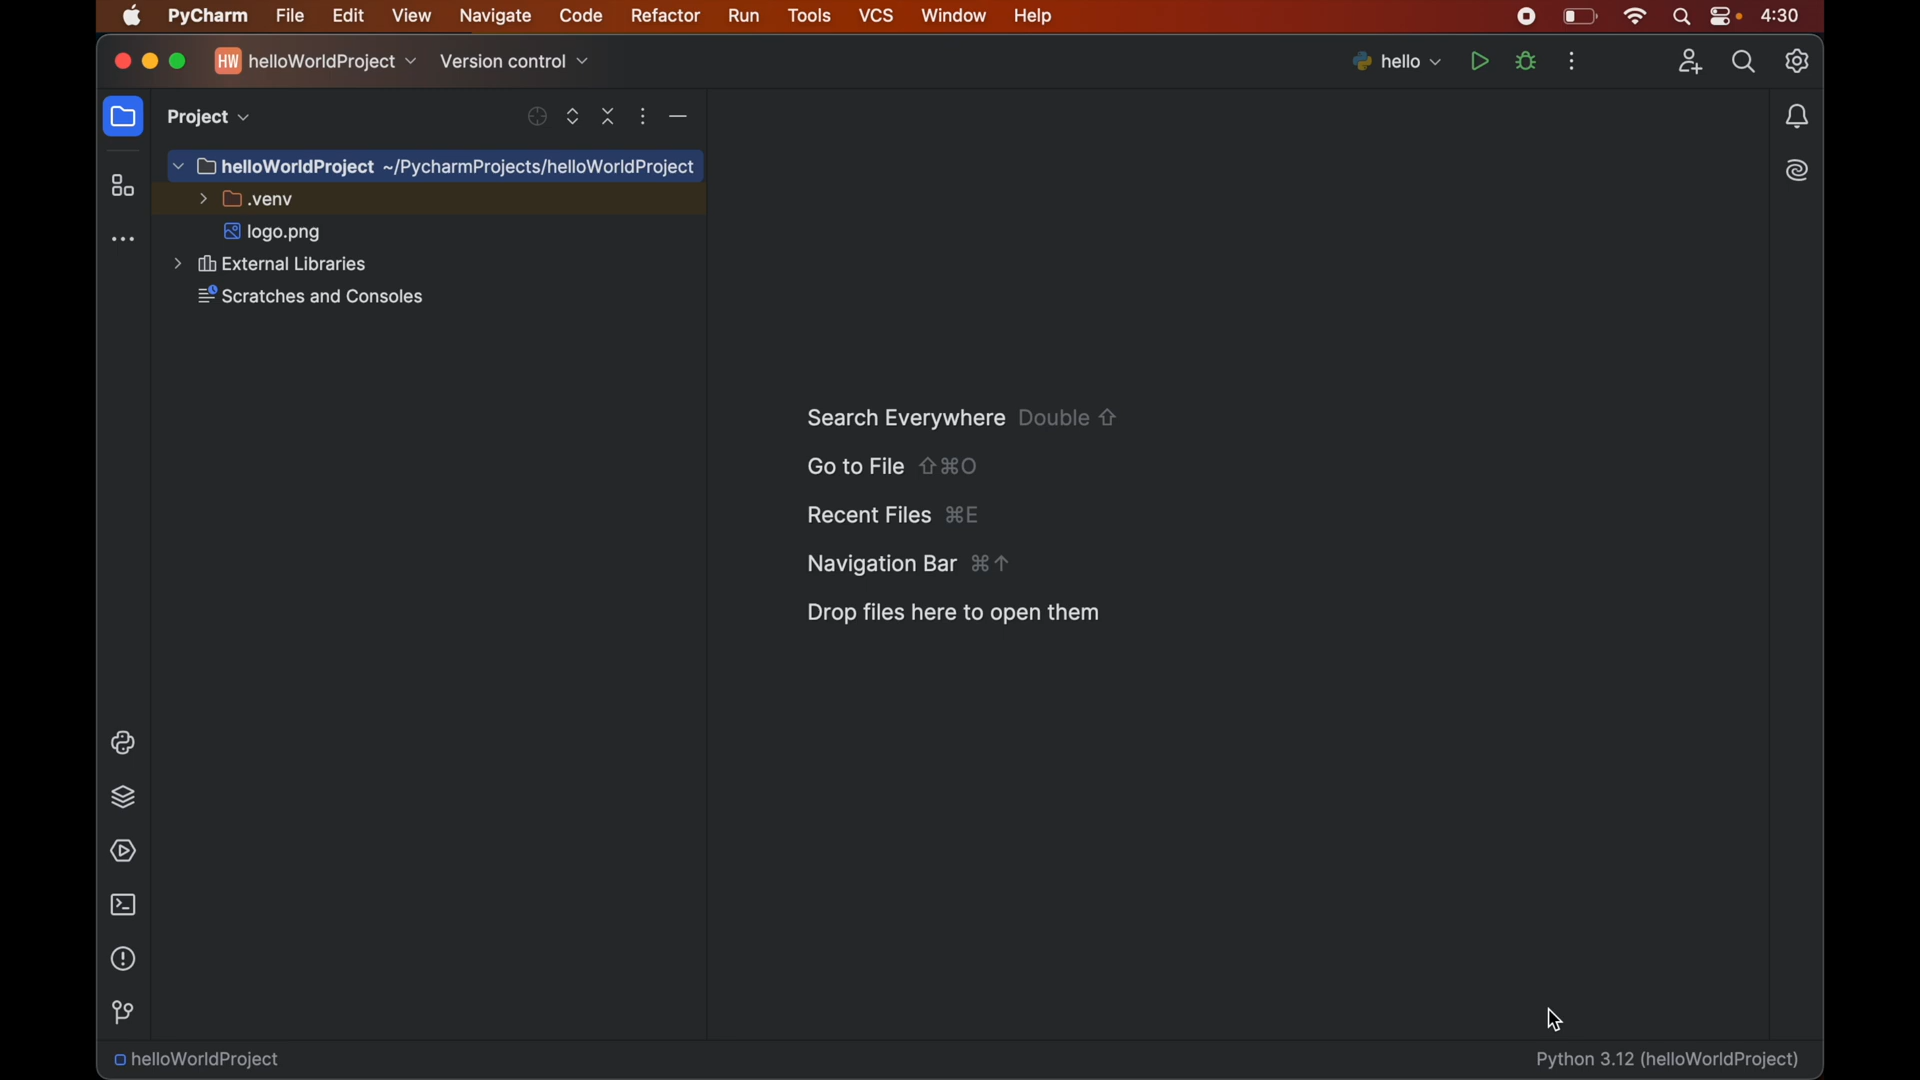 PyCharm File Edit View Navigate Code Refactor Run Tools VCS Window Help 4:30
HW helloWorldProject Version control hello
Project
helloWorldProject ~/PycharmProjects/helloWorldProject
.venv
logo.png
External Libraries
Scratches and Consoles
Search Everywhere Double ⇧
Go to File ⇧⌘O
Recent Files ⌘E
Navigation Bar ⌘↑
Drop files here to open them
helloWorldProject Python 3.12 (helloWorldProject)